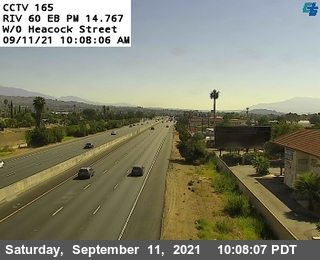 CCTV 165
RIV 60 EB PM 14.767
W/O Heacock Street
09/11/21 10:08:06 AM
Saturday, September 11, 2021 10:08:07 PDT